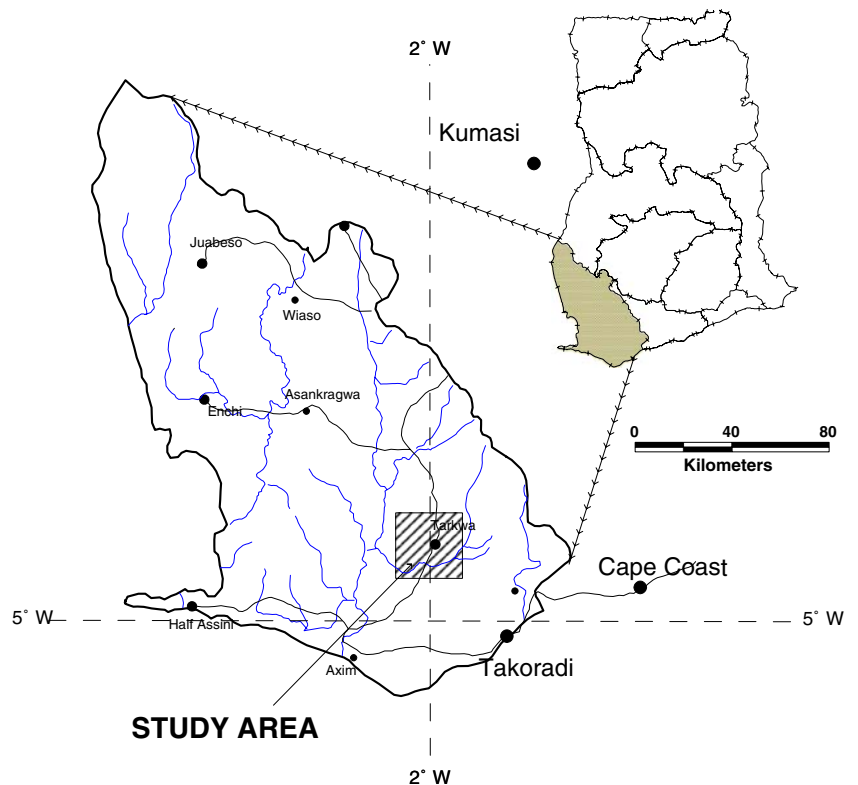 2° W
Kumasi
Juabeso
Wiaso
Asankragwa
Enchi
0 40 80
Kilometers
Tarkwa
Cape Coast
5° W
5° W
Half Assini
Axim
Takoradi
STUDY AREA
2° W